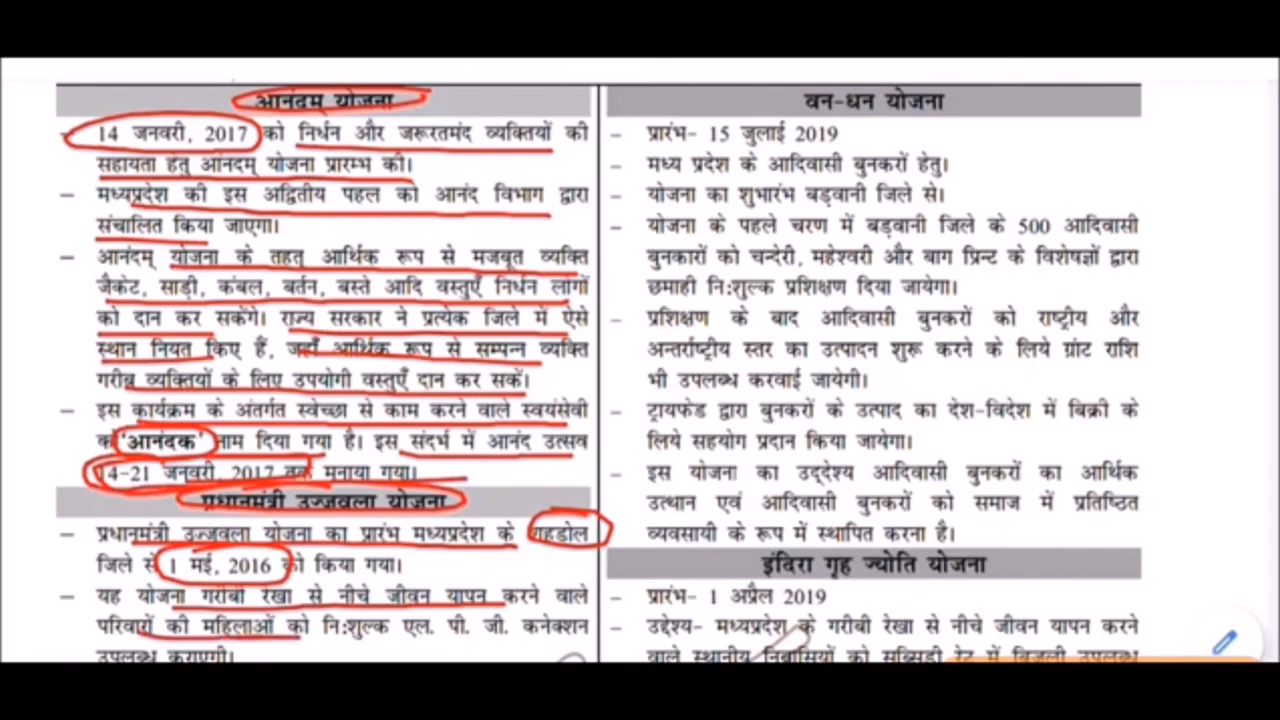 आनंदम् योजना
– 14 जनवरी, 2017 को निर्धन और जरूरतमंद व्यक्तियों की
सहायता हेतु आंनदम् योजना प्रारम्भ की।
– मध्यप्रदेश की इस अद्वितीय पहल को आनंद विभाग द्वारा
संचालित किया जाएगा।
– आनंदम् योजना के तहत् आर्थिक रूप से मजबूत व्यक्ति
जैकेट, साड़ी, कंबल, बर्तन, बस्ते आदि वस्तुएँ निर्धन लोगों
को दान कर सकेंगे। राज्य सरकार ने प्रत्येक जिले में ऐसे
स्थान नियत किए हैं, जहाँ आर्थिक रूप से सम्पन्न व्यक्ति
गरीब व्यक्तियों के लिए उपयोगी वस्तुएँ दान कर सकें।
– इस कार्यक्रम के अंतर्गत स्वेच्छा से काम करने वाले स्वयंसेवी
को 'आनंदक' नाम दिया गया है। इस संदर्भ में आनंद उत्सव
14-21 जनवरी, 2017 तक मनाया गया।
प्रधानमंत्री उज्जवला योजना
– प्रधानमंत्री उज्जवला योजना का प्रारंभ मध्यप्रदेश के शहडोल
जिले से 1 मई, 2016 को किया गया।
– यह योजना गरीबी रेखा से नीचे जीवन यापन करने वाले
परिवारों की महिलाओं को नि:शुल्क एल. पी. जी. कनेक्शन
उपलब्ध कराएगी।
वन-धन योजना
– प्रारंभ- 15 जुलाई 2019
– मध्य प्रदेश के आदिवासी बुनकरों हेतु।
– योजना का शुभारंभ बड़वानी जिले से।
– योजना के पहले चरण में बड़वानी जिले के 500 आदिवासी
बुनकारों को चन्देरी, महेश्वरी और बाग प्रिन्ट के विशेषज्ञों द्वारा
छमाही नि:शुल्क प्रशिक्षण दिया जायेगा।
– प्रशिक्षण के बाद आदिवासी बुनकरों को राष्ट्रीय और
अन्तर्राष्ट्रीय स्तर का उत्पादन शुरू करने के लिये ग्रांट राशि
भी उपलब्ध करवाई जायेगी।
– ट्रायफेड द्वारा बुनकरों के उत्पाद का देश-विदेश में बिक्री के
लिये सहयोग प्रदान किया जायेगा।
– इस योजना का उद्देश्य आदिवासी बुनकरों का आर्थिक
उत्थान एवं आदिवासी बुनकरों को समाज में प्रतिष्ठित
व्यवसायी के रूप में स्थापित करना है।
इंदिरा गृह ज्योति योजना
– प्रारंभ- 1 अप्रैल 2019
– उद्देश्य- मध्यप्रदेश के गरीबी रेखा से नीचे जीवन यापन करने
वाले स्थानीय निवासियों को सब्सिडी रेट में बिजली उपलब्ध